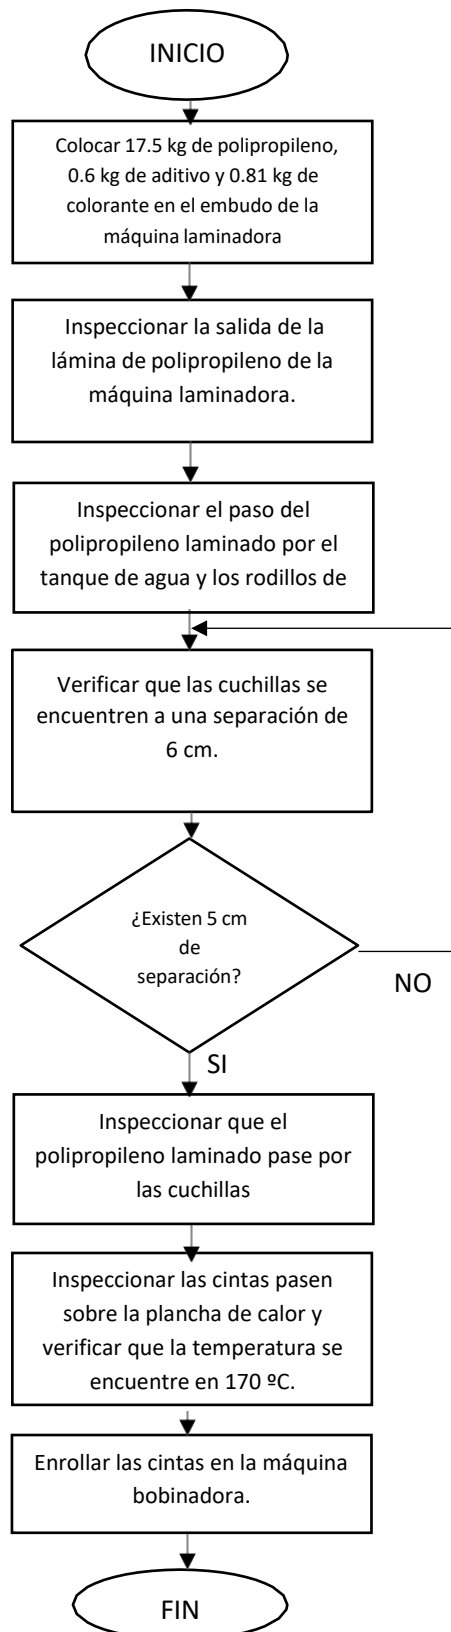 INICIO
Colocar 17.5 kg de polipropileno,
0.6 kg de aditivo y 0.81 kg de
colorante en el embudo de la
máquina laminadora
Inspeccionar la salida de la
lámina de polipropileno de la
máquina laminadora.
Inspeccionar el paso del
polipropileno laminado por el
tanque de agua y los rodillos de
Verificar que las cuchillas se
encuentren a una separación de
6 cm.
¿Existen 5 cm
de
separación?
NO
SI
Inspeccionar que el
polipropileno laminado pase por
las cuchillas
Inspeccionar las cintas pasen
sobre la plancha de calor y
verificar que la temperatura se
encuentre en 170 ºC.
Enrollar las cintas en la máquina
bobinadora.
FIN